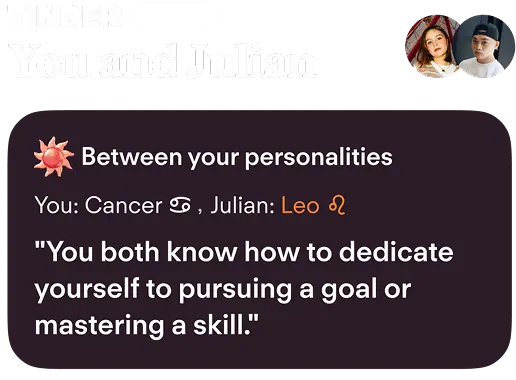 TINDER
You and Julian
Between your personalities
You: Cancer ♋, Julian: Leo ♌
"You both know how to dedicate
yourself to pursuing a goal or
mastering a skill."